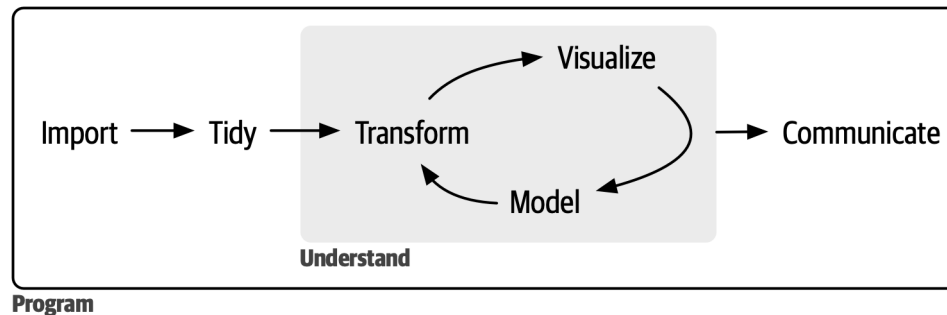 Visualize
Import
Tidy
Transform
Communicate
Model
Understand
Program